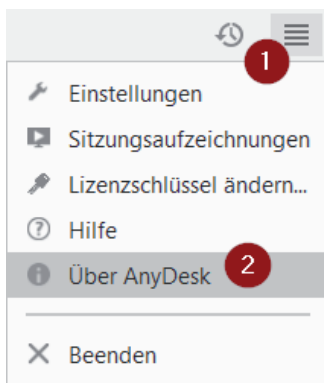 1
Einstellungen
Sitzungsaufzeichnungen
Lizenzschlüssel ändern...
Hilfe
Über AnyDesk 2
Beenden